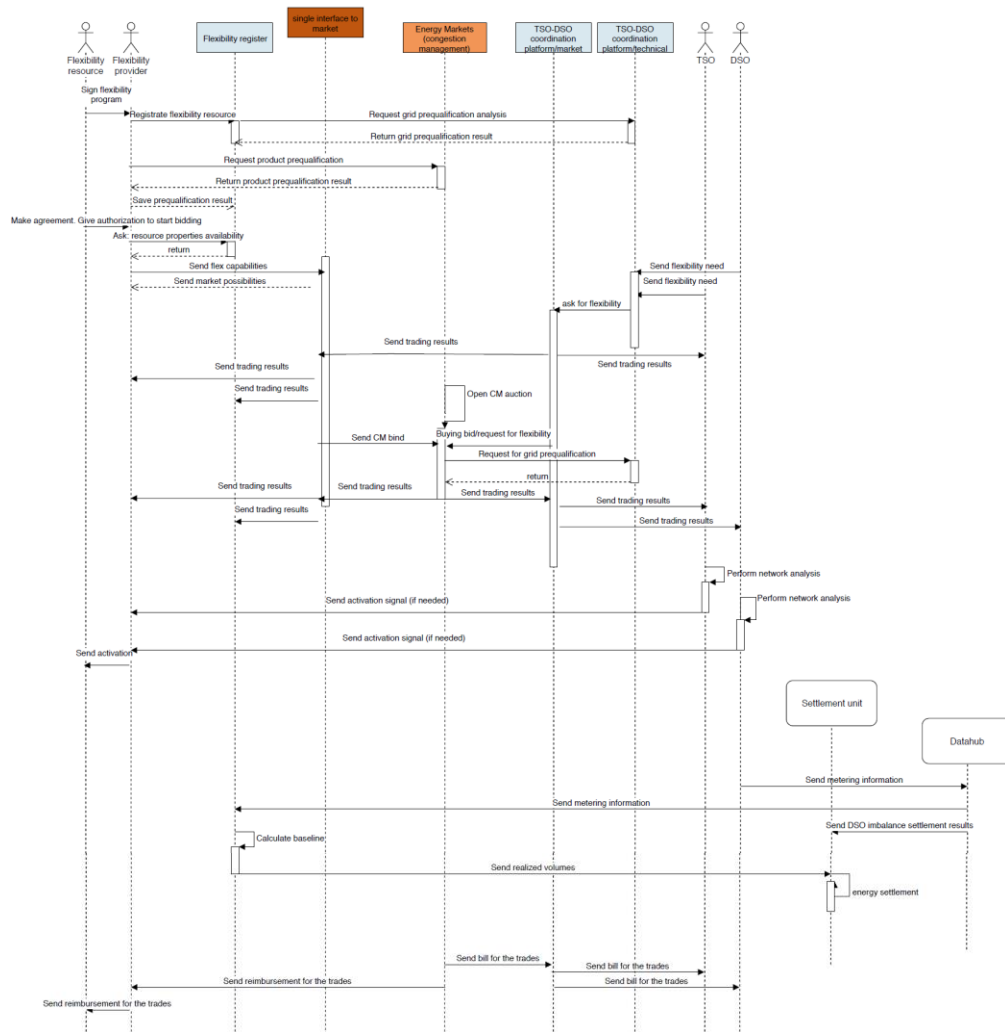 single interface to
market
Flexibility register
Energy Markets
(congestion
management)
TSO-DSO
coordination
platform/market
TSO-DSO
coordination
platform/technical
Flexibility
resource
Flexibility
provider
TSO
DSO
Sign flexibility
program
Registrate flexibility resource
Request grid prequalification analysis
Return grid prequalification result
Request product prequalification
Return product prequalification result
Save prequalification result
Make agreement. Give authorization to start bidding
Ask: resource properties availability
return
Send flex capabilities
Send flexibility need
Send market possibilities
Send flexibility need
ask for flexibility
Send trading results
Send trading results
Send trading results
Send trading results
Open CM auction
Send CM bind
Buying bid/request for flexibility
Request for grid prequalification
return
Send trading results
Send trading results
Send trading results
Send trading results
Send trading results
Send trading results
Perform network analysis
Send activation signal (if needed)
Perform network analysis
Send activation signal (if needed)
Send activation
Settlement unit
Datahub
Send metering information
Send metering information
Send DSO imbalance settlement results
Calculate baseline
Send realized volumes
energy settlement
Send bill for the trades
Send bill for the trades
Send reimbursement for the trades
Send bill for the trades
Send reimbursement for the trades